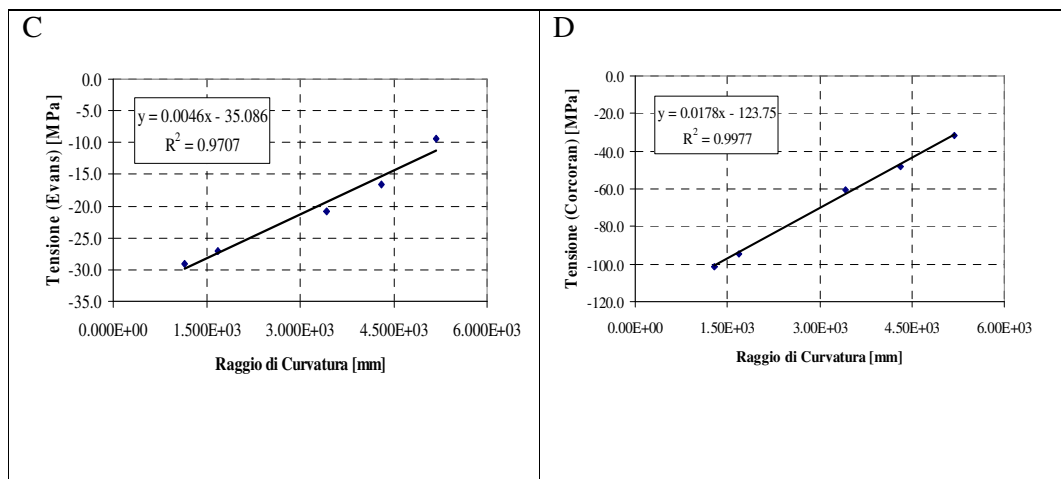 C
0.0
-5.0
-10.0
-15.0
-20.0
-25.0
-30.0
-35.0
y = 0.0046x - 35.086
R² = 0.9707
Tensione (Evans) [MPa]
0.000E+00 1.500E+03 3.000E+03 4.500E+03 6.000E+03
Raggio di Curvatura [mm]
D
0.0
-20.0
-40.0
-60.0
-80.0
-100.0
-120.0
y = 0.0178x - 123.75
R² = 0.9977
Tensione (Corcoran) [MPa]
0.00E+00 1.50E+03 3.00E+03 4.50E+03 6.00E+03
Raggio di Curvatura [mm]